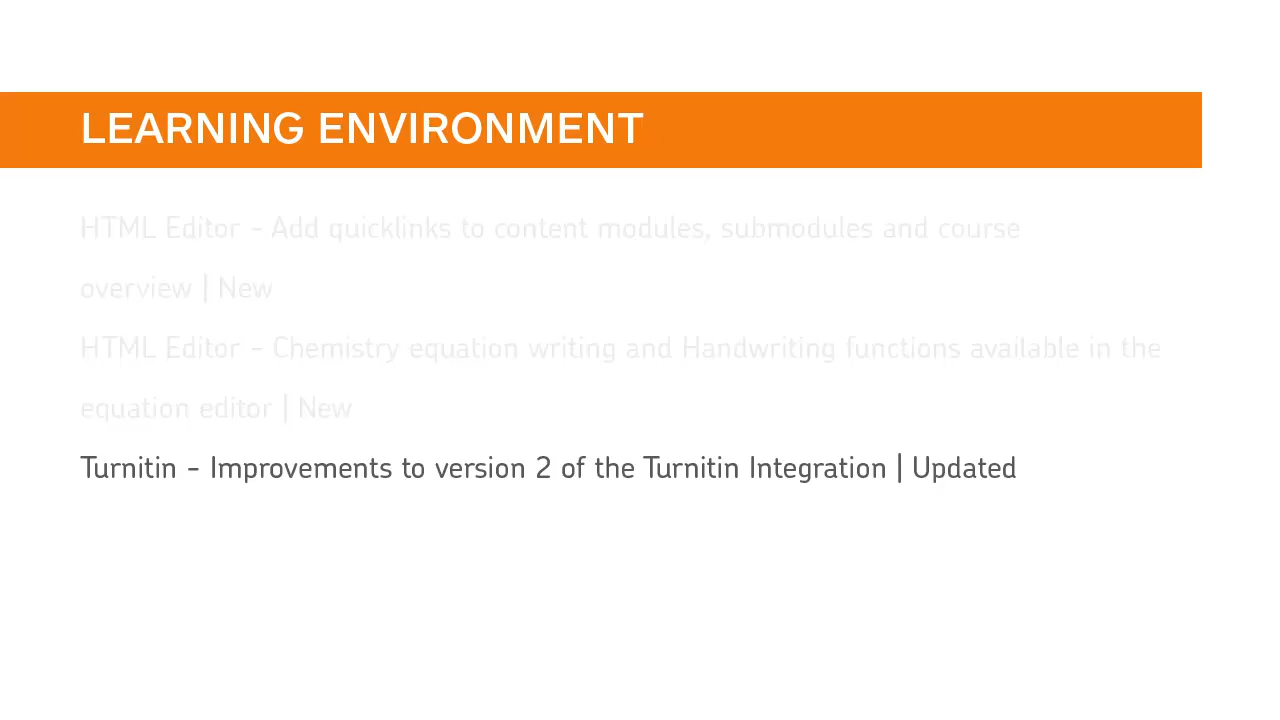 LEARNING ENVIRONMENT
HTML Editor - Add quicklinks to content modules, submodules and course
overview | New
HTML Editor – Chemistry equation writing and Handwriting functions available in the
equation editor | New
Turnitin - Improvements to version 2 of the Turnitin Integration | Updated